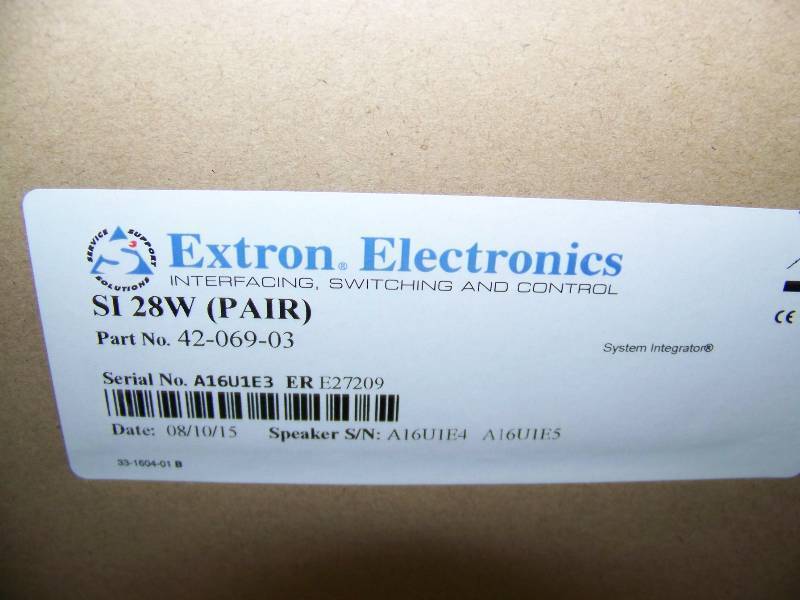 SERVICE SUPPORT SOLUTIONS S3
Extron® Electronics
INTERFACING, SWITCHING AND CONTROL
SI 28W (PAIR)
Part No. 42-069-03
CE
System Integrator®
Serial No. A16U1E3 ER E27209
Date: 08/10/15 Speaker S/N: A16U1E4 A16U1E5
33-1604-01 B